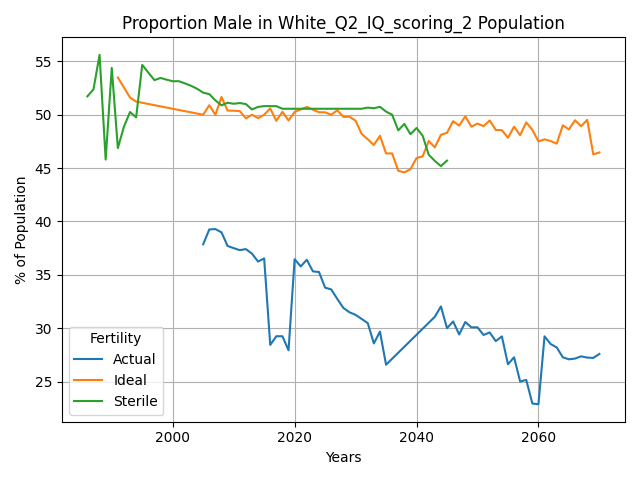 Proportion Male in White_Q2_IQ_scoring_2 Population
% of Population
55
50
45
40
35
30
25
Fertility
Actual
Ideal
Sterile
2000
2020
2040
2060
Years